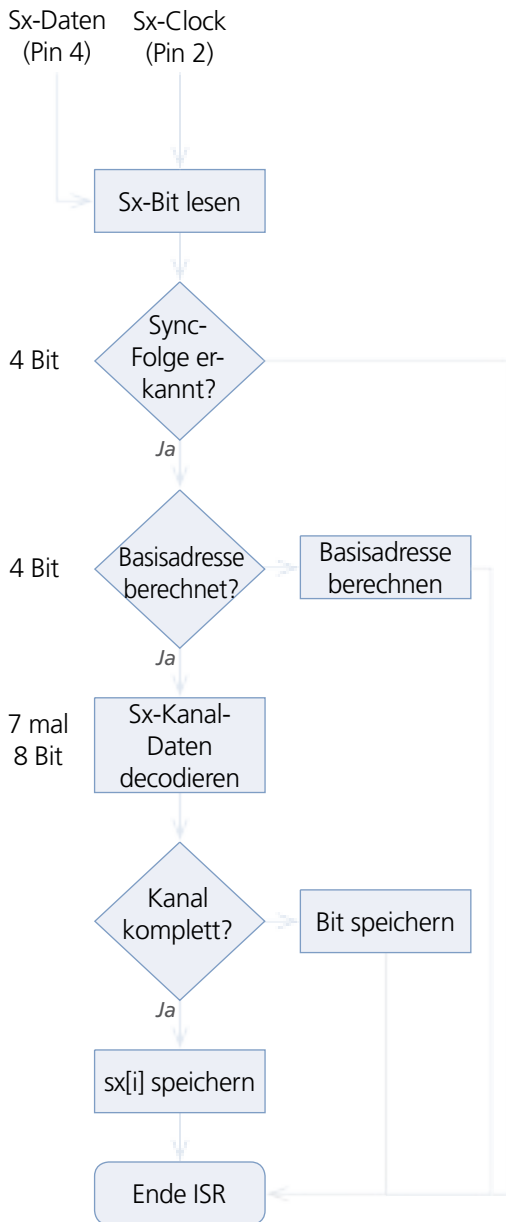 Sx-Daten
(Pin 4)
Sx-Clock
(Pin 2)
Sx-Bit lesen
4 Bit
Sync-
Folge er-
kannt?
Ja
4 Bit
Basisadresse
berechnet?
Basisadresse
berechnen
Ja
7 mal
8 Bit
Sx-Kanal-
Daten
decodieren
Kanal
komplett?
Bit speichern
Ja
sx[i] speichern
Ende ISR